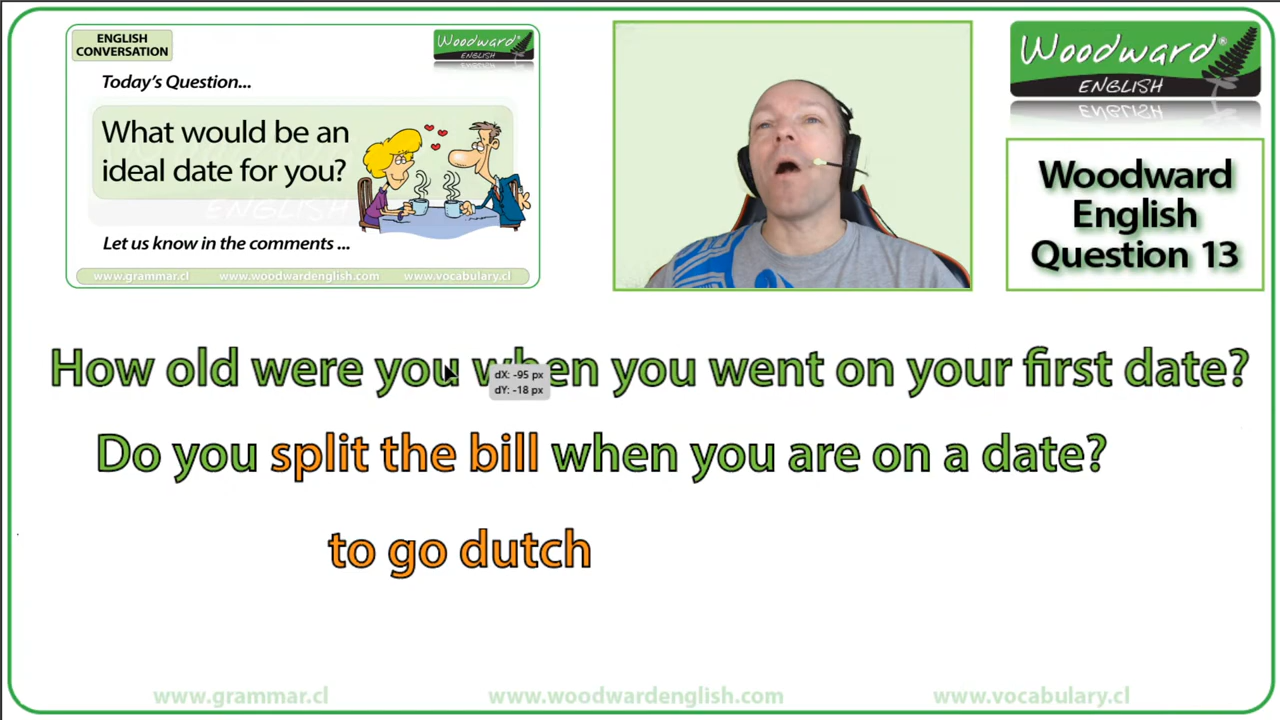 ENGLISH
CONVERSATION
Woodward
ENGLISH
Today's Question...
What would be an
ideal date for you?
Let us know in the comments ...
www.grammar.cl www.woodwardenglish.com www.vocabulary.cl
Woodward®
ENGLISH
Woodward
English
Question 13
How old were you when you went on your first date?
dX: -95 px
dY: -18 px
Do you split the bill when you are on a date?
to go dutch
www.grammar.cl www.woodwardenglish.com www.vocabulary.cl